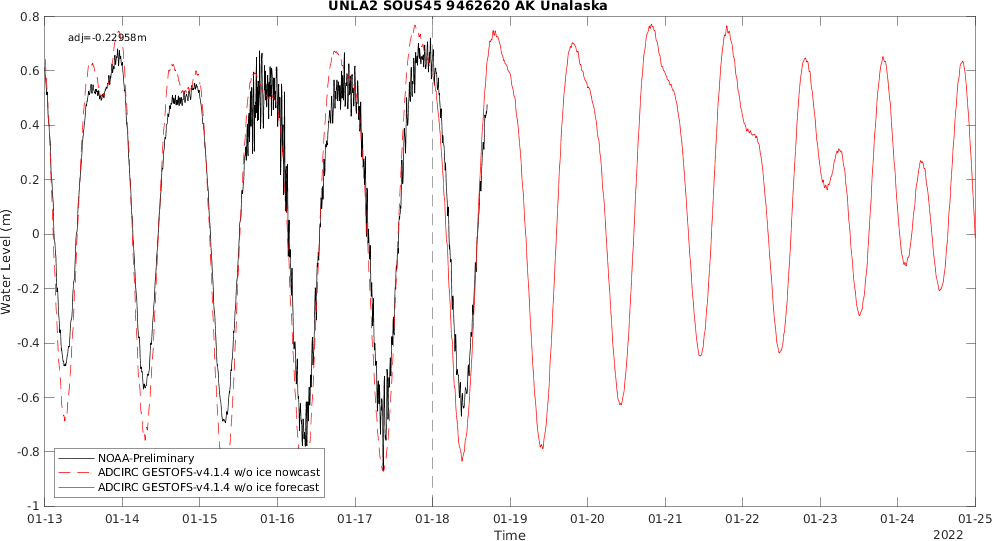 UNLA2 SOUS45 9462620 AK Unalaska
adj=-0.22958m
0.8
0.6
0.4
0.2
0
-0.2
-0.4
-0.6
-0.8
-1
Water Level (m)
NOAA-Preliminary
ADCIRC GESTOFS-v4.1.4 w/o ice nowcast
ADCIRC GESTOFS-v4.1.4 w/o ice forecast
01-13 01-14 01-15 01-16 01-17 01-18 01-19 01-20 01-21 01-22 01-23 01-24 01-25
Time
2022